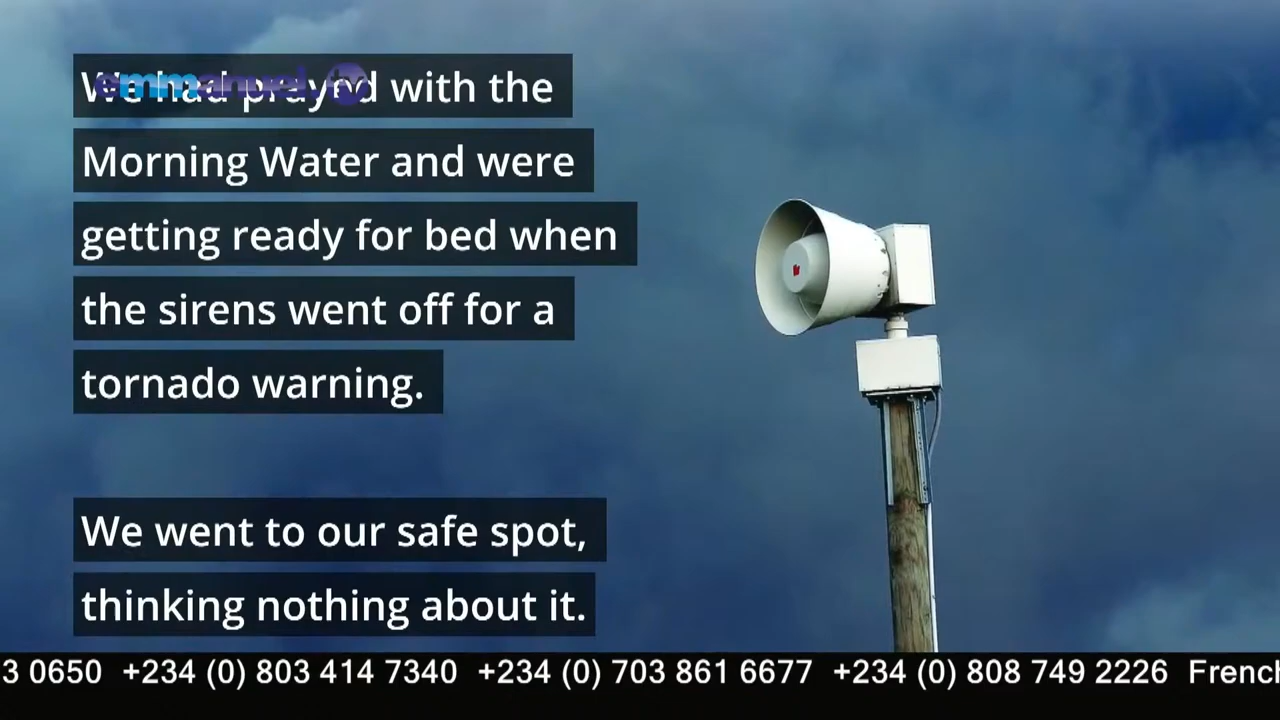 emmanuel.tv
We had prayed with the
Morning Water and were
getting ready for bed when
the sirens went off for a
tornado warning.
We went to our safe spot,
thinking nothing about it.
3 0650 +234 (0) 803 414 7340 +234 (0) 703 861 6677 +234 (0) 808 749 2226 French